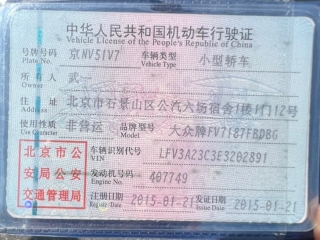 中华人民共和国机动车行驶证
Vehicle License of the People's Republic of China
号牌号码 京NV51V7 车辆类型 小型轿车
Plate No. Vehicle Type
所有人 武一
Owner
住址 北京市石景山区公汽六场宿舍1楼1门12号
Address
使用性质 非营运 品牌型号 大众牌FV7187FBDBG
Use Character Model
北京市公 车辆识别代号 LFV3A23C3E3202891
VIN
安局公安 发动机号码 407749
Engine No.
交通管理局 注册日期 2015-01-21 发证日期 2015-01-21
Register Date Issue Date